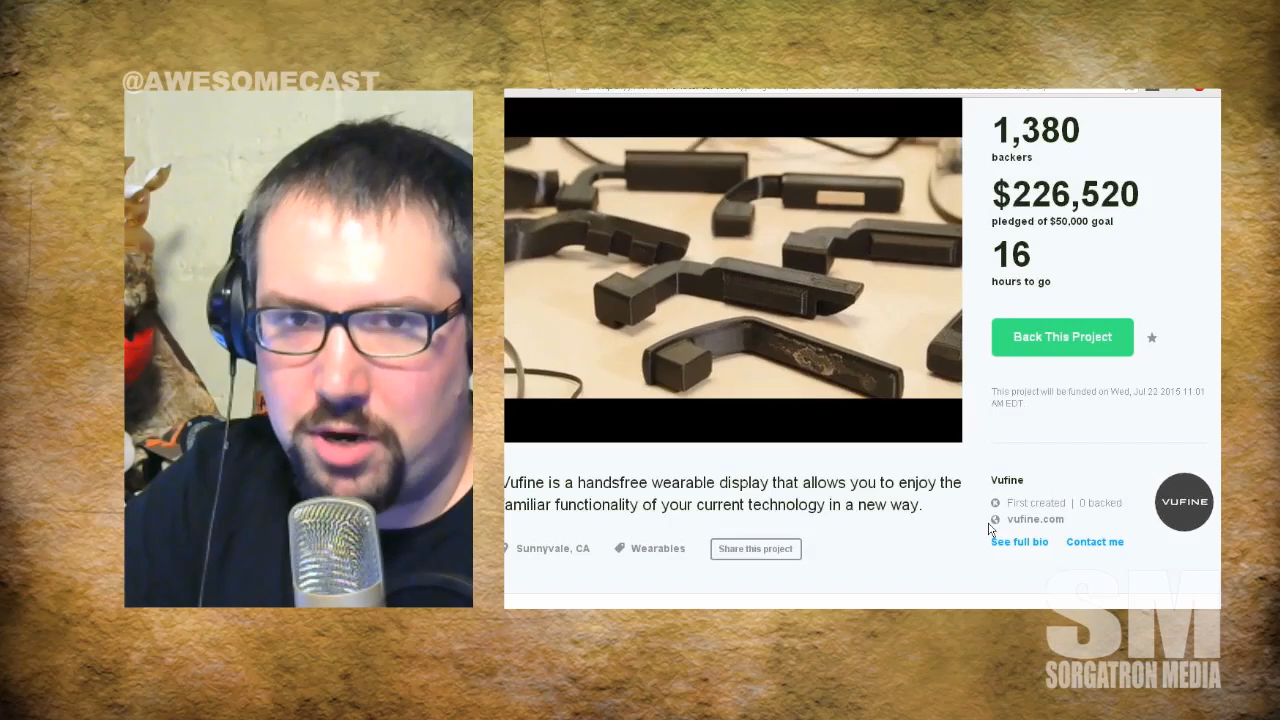 @AWESOMECAST
1,380
backers
$226,520
pledged of $50,000 goal
16
hours to go
Back This Project
This project will be funded on Wed, Jul 22 2015 11:01
AM EDT.
Vufine is a handsfree wearable display that allows you to enjoy the
familiar functionality of your current technology in a new way.
Sunnyvale, CA
Wearables
Share this project
Vufine
First created | 0 backed
vufine.com
See full bio
Contact me
VUFINE
SM
SORGATRON MEDIA